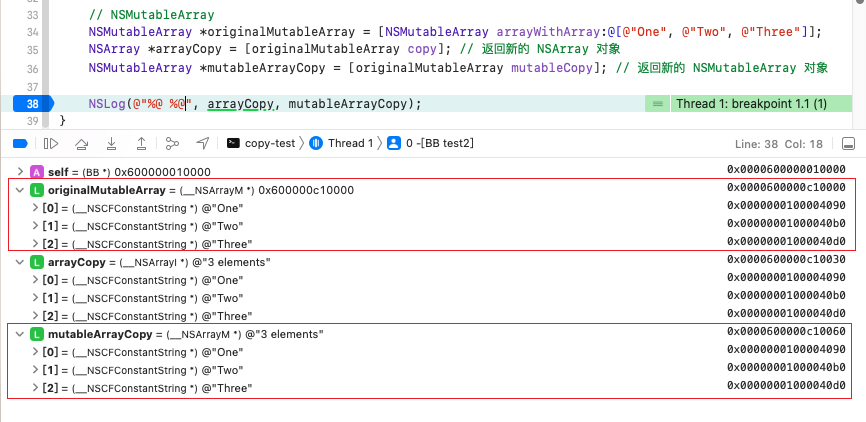 32
33 // NSMutableArray
34 NSMutableArray *originalMutableArray = [NSMutableArray arrayWithArray:@[@"One", @"Two", @"Three"]];
35 NSArray *arrayCopy = [originalMutableArray copy]; // 返回新的 NSArray 对象
36 NSMutableArray *mutableArrayCopy = [originalMutableArray mutableCopy]; // 返回新的 NSMutableArray 对象
37
38 NSLog(@"%@ %@", arrayCopy, mutableArrayCopy); Thread 1: breakpoint 1.1 (1)
39 }
copy-test Thread 1 0 -[BB test2] Line: 38 Col: 18
A self = (BB *) 0x600000010000 0x0000600000010000
L originalMutableArray = (__NSArrayM *) 0x600000c10000 0x0000600000c10000
[0] = (__NSCFConstantString *) @"One" 0x0000000100004090
[1] = (__NSCFConstantString *) @"Two" 0x00000001000040b0
[2] = (__NSCFConstantString *) @"Three" 0x00000001000040d0
L arrayCopy = (__NSArrayI *) @"3 elements" 0x0000600000c10030
[0] = (__NSCFConstantString *) @"One" 0x0000000100004090
[1] = (__NSCFConstantString *) @"Two" 0x00000001000040b0
[2] = (__NSCFConstantString *) @"Three" 0x00000001000040d0
L mutableArrayCopy = (__NSArrayM *) @"3 elements" 0x0000600000c10060
[0] = (__NSCFConstantString *) @"One" 0x0000000100004090
[1] = (__NSCFConstantString *) @"Two" 0x00000001000040b0
[2] = (__NSCFConstantString *) @"Three" 0x00000001000040d0